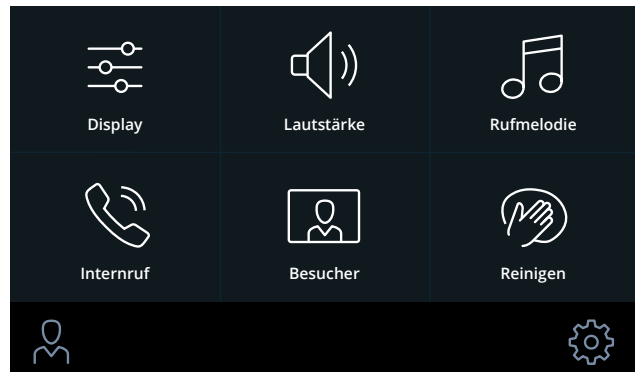 Display
Lautstärke
Rufmelodie
Internruf
Besucher
Reinigen